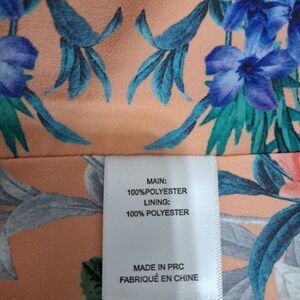 MAIN:
100%POLYESTER
LINING:
100% POLYESTER
MADE IN PRC
FABRIQUÉ EN CHINE